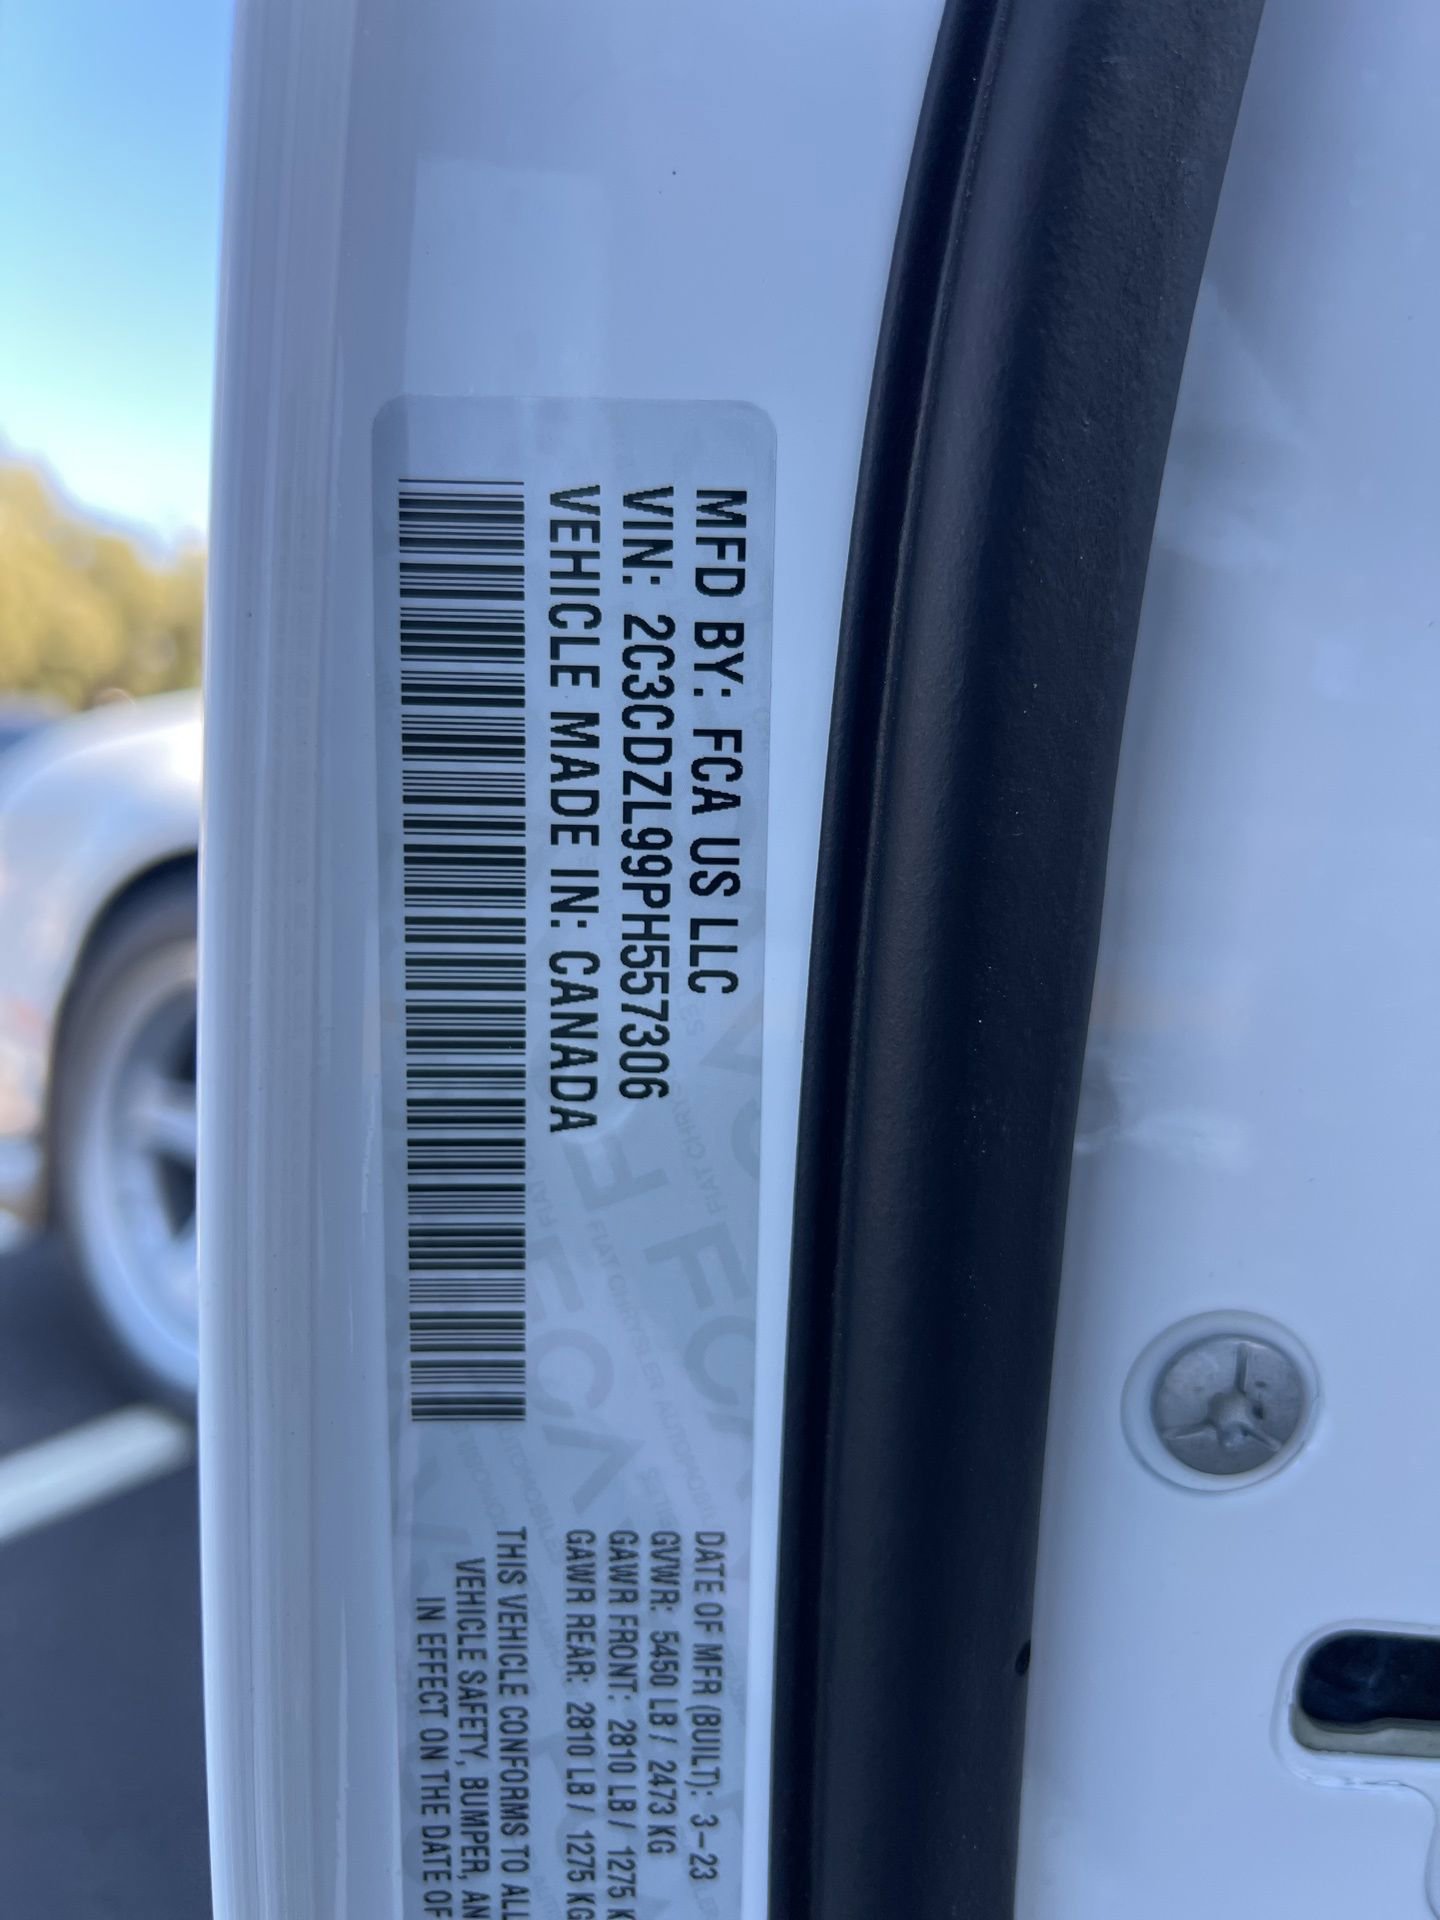 MFD BY: FCA US LLC
VIN: 2C3CDZL99PH557306
VEHICLE MADE IN: CANADA
DATE OF MFR (BUILT): 3-23
GVWR: 5450 LB / 2473 KG
GAWR FRONT: 2810 LB / 1275 K
GAWR REAR: 2810 LB / 1275 KG
THIS VEHICLE CONFORMS TO ALL
VEHICLE SAFETY, BUMPER, AN
IN EFFECT ON THE DATE OF